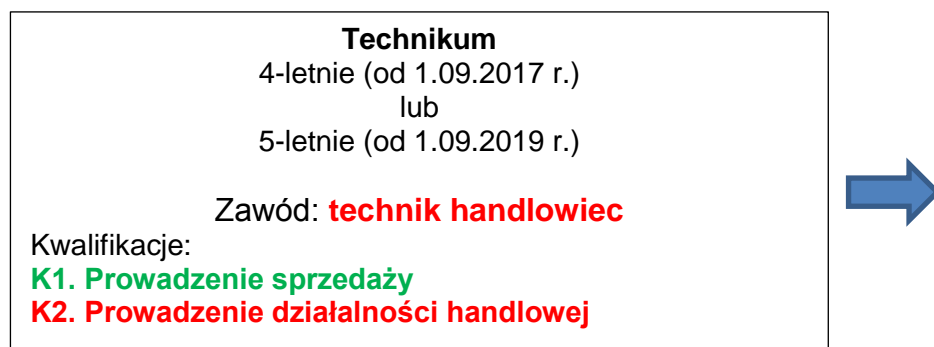 Technikum
4-letnie (od 1.09.2017 r.)
lub
5-letnie (od 1.09.2019 r.)
Zawód: technik handlowiec
Kwalifikacje:
K1. Prowadzenie sprzedaży
K2. Prowadzenie działalności handlowej